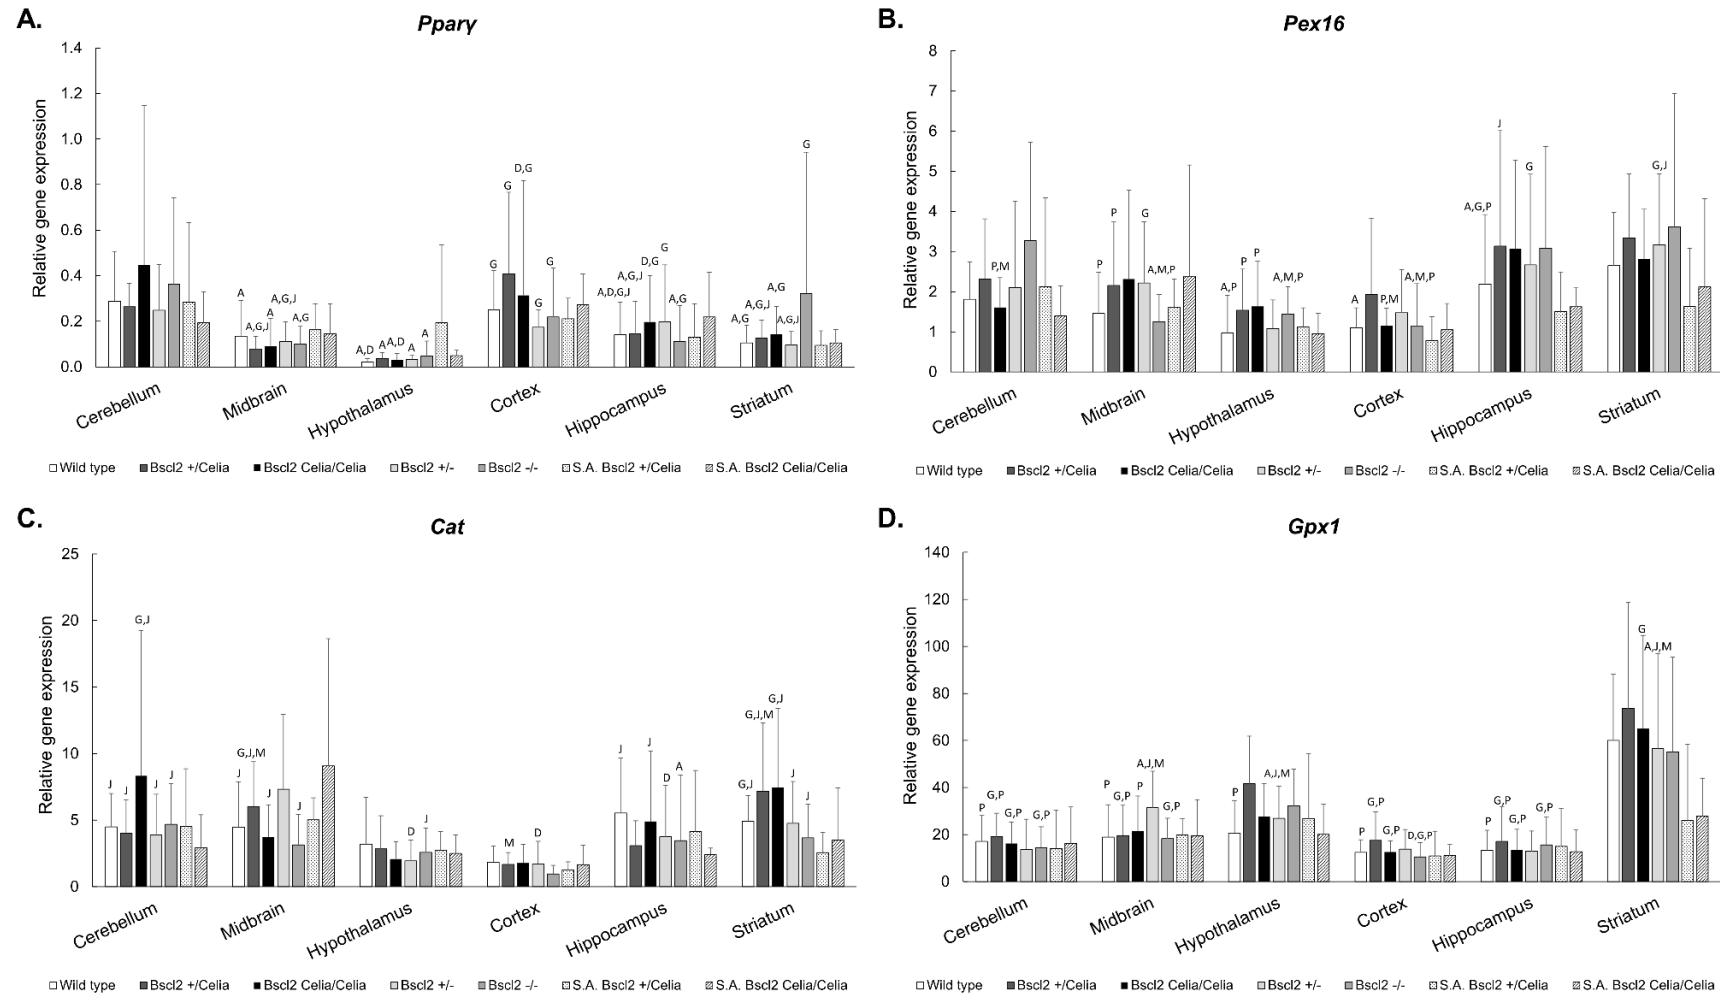 A.
Pparγ
Relative gene expression
1.4
1.2
1.0
0.8
0.6
0.4
0.2
0.0
A
A,G,J
A
A,G,J
A,G
A,D
A
A,D
A
A
G
G
D,G
G
G
A,D,G,J
A,G,J
D,G
G
A,G
A,G
A,G,J
A,G
A,G,J
G
Cerebellum
Midbrain
Hypothalamus
Cortex
Hippocampus
Striatum
Wild type
Bscl2 +/Celia
Bscl2 Celia/Celia
Bscl2 +/-
Bscl2 -/-
S.A. Bscl2 +/Celia
S.A. Bscl2 Celia/Celia
B.
Pex16
Relative gene expression
8
7
6
5
4
3
2
1
0
P,M
P
P
G
A,M,P
A,P
P
P
A,M,P
A
P,M
A,M,P
A,G,P
J
G
G,J
Cerebellum
Midbrain
Hypothalamus
Cortex
Hippocampus
Striatum
Wild type
Bscl2 +/Celia
Bscl2 Celia/Celia
Bscl2 +/-
Bscl2 -/-
S.A. Bscl2 +/Celia
S.A. Bscl2 Celia/Celia
C.
Cat
Relative gene expression
25
20
15
10
5
0
J
J
G,J
J
J
J
G,J,M
J
J
D
J
M
D
J
J
D
A
G,J
G,J,M
G,J
J
J
Cerebellum
Midbrain
Hypothalamus
Cortex
Hippocampus
Striatum
Wild type
Bscl2 +/Celia
Bscl2 Celia/Celia
Bscl2 +/-
Bscl2 -/-
S.A. Bscl2 +/Celia
S.A. Bscl2 Celia/Celia
D.
Gpx1
Relative gene expression
140
120
100
80
60
40
20
0
P
G,P
G,P
G,P
P
G,P
P
A,J,M
G,P
P
A,J,M
P
G,P
G,P
D,G,P
P
G,P
G,P
G,P
G
A,J,M
Cerebellum
Midbrain
Hypothalamus
Cortex
Hippocampus
Striatum
Wild type
Bscl2 +/Celia
Bscl2 Celia/Celia
Bscl2 +/-
Bscl2 -/-
S.A. Bscl2 +/Celia
S.A. Bscl2 Celia/Celia